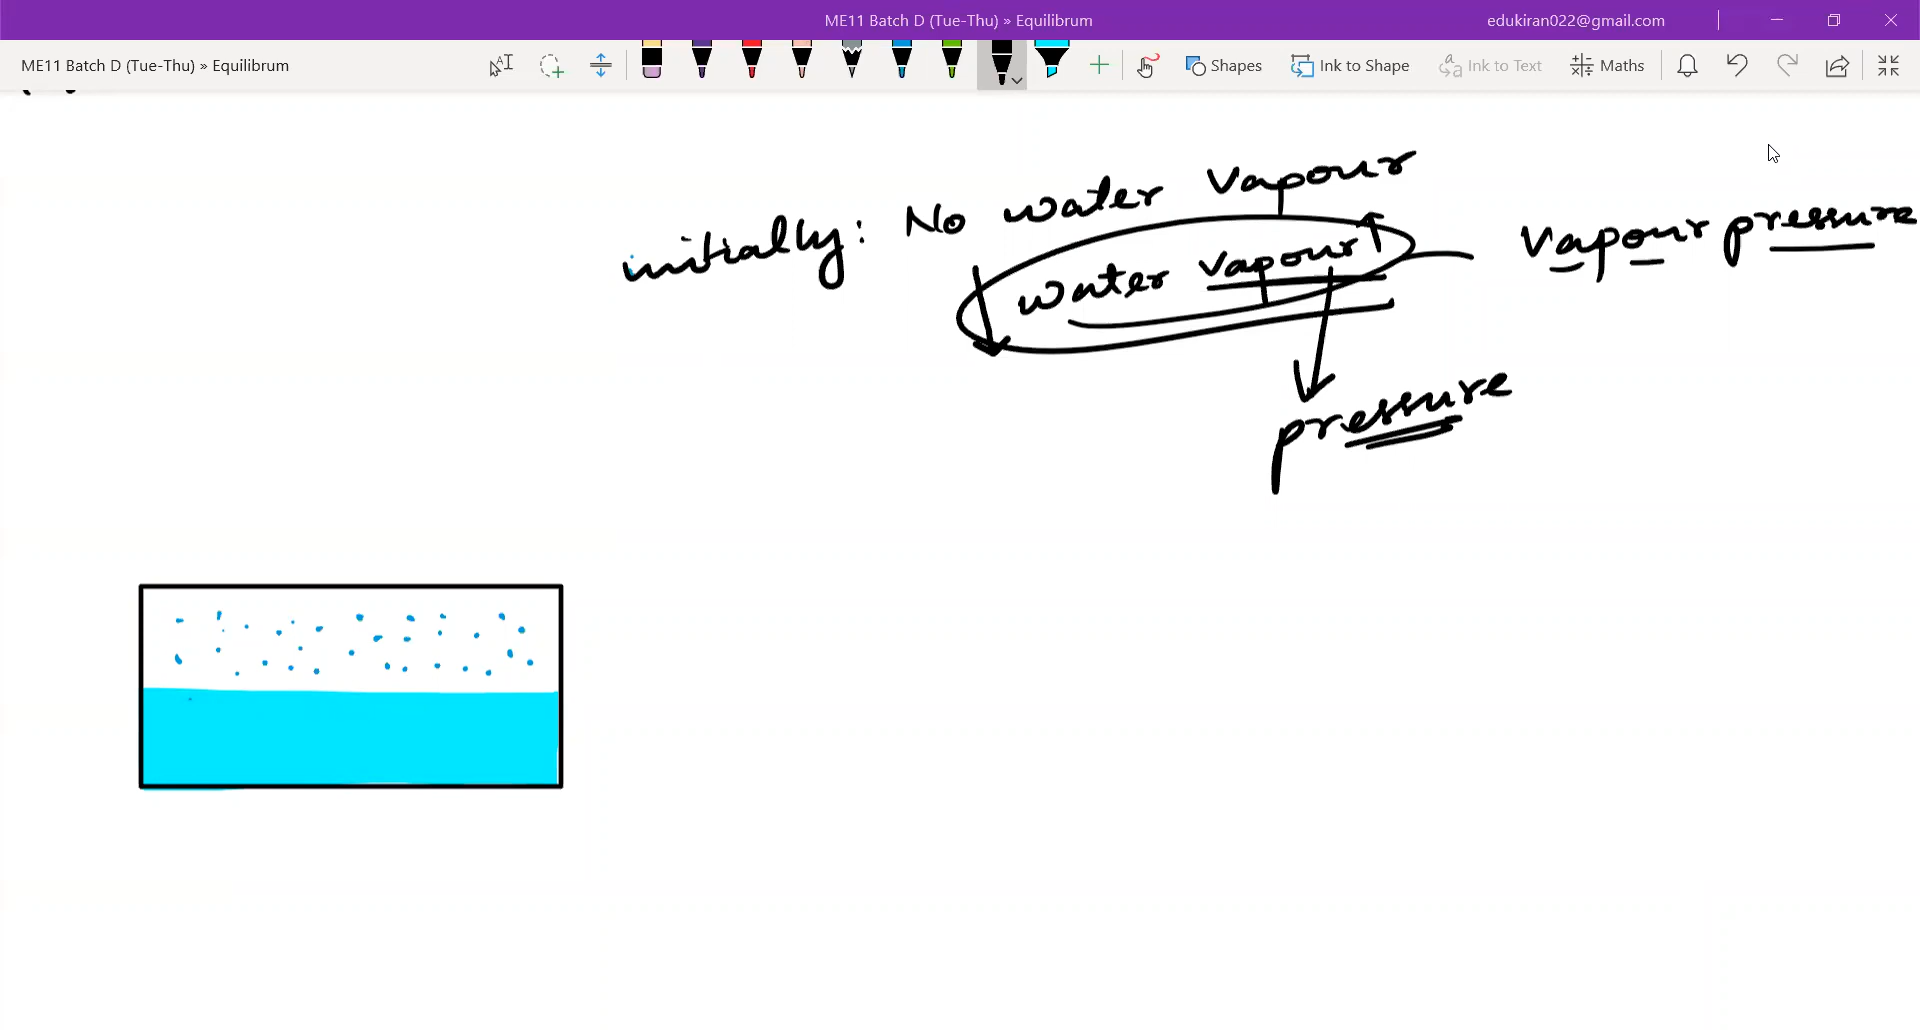 ME11 Batch D (Tue-Thu) » Equilibrum
edukiran022@gmail.com
ME11 Batch D (Tue-Thu) » Equilibrum
Shapes
Ink to Shape
Ink to Text
Maths
initially: No water vapour
water vapour ↑
vapour pressure
pressure